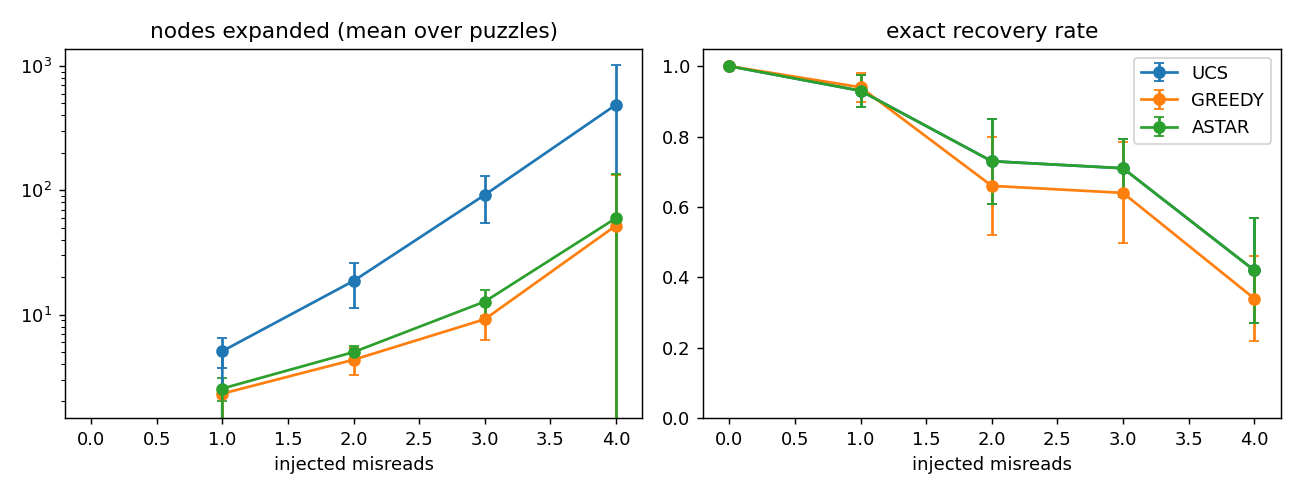 nodes expanded (mean over puzzles)
10³
10²
10¹
0.0 0.5 1.0 1.5 2.0 2.5 3.0 3.5 4.0
injected misreads
exact recovery rate
1.0
0.8
0.6
0.4
0.2
0.0
UCS
GREEDY
ASTAR
0.0 0.5 1.0 1.5 2.0 2.5 3.0 3.5 4.0
injected misreads